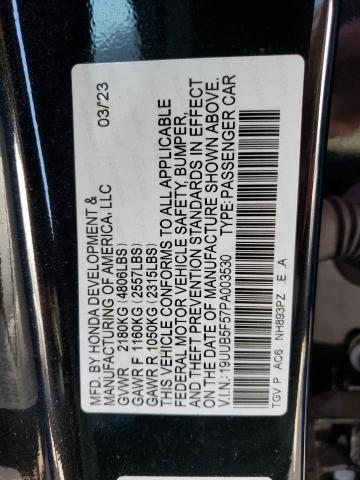 MFD. BY HONDA DEVELOPMENT &
MANUFACTURING OF AMERICA, LLC 03/'23
GVWR 2180KG (4806LBS)
GAWR F 1160KG (2557LBS)
GAWR R 1050KG (2315LBS)
THIS VEHICLE CONFORMS TO ALL APPLICABLE
FEDERAL MOTOR VEHICLE SAFETY, BUMPER,
AND THEFT PREVENTION STANDARDS IN EFFECT
ON THE DATE OF MANUFACTURE SHOWN ABOVE.
V.I.N.:19UUB5F57PA003530 TYPE: PASSENGER CAR
TGV P AC6 NH893PZ E .A